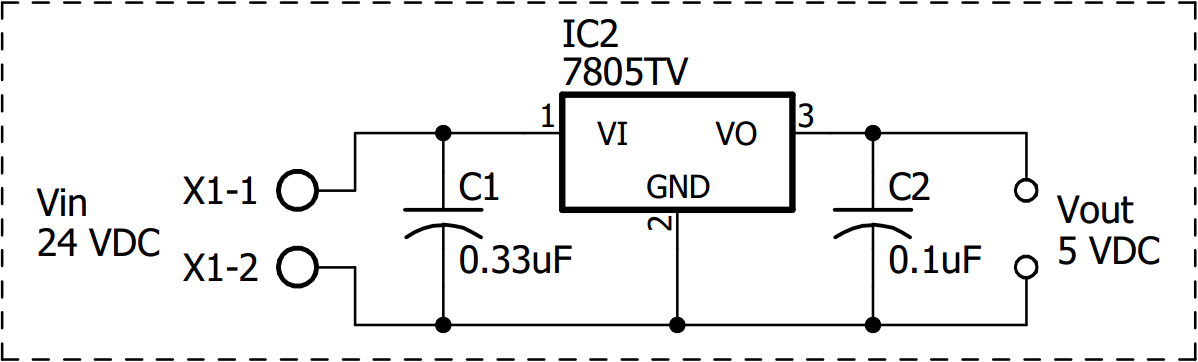 IC2
7805TV
1
VI
VO
3
GND
2
X1-1
X1-2
Vin
24 VDC
C1
0.33uF
C2
0.1uF
Vout
5 VDC